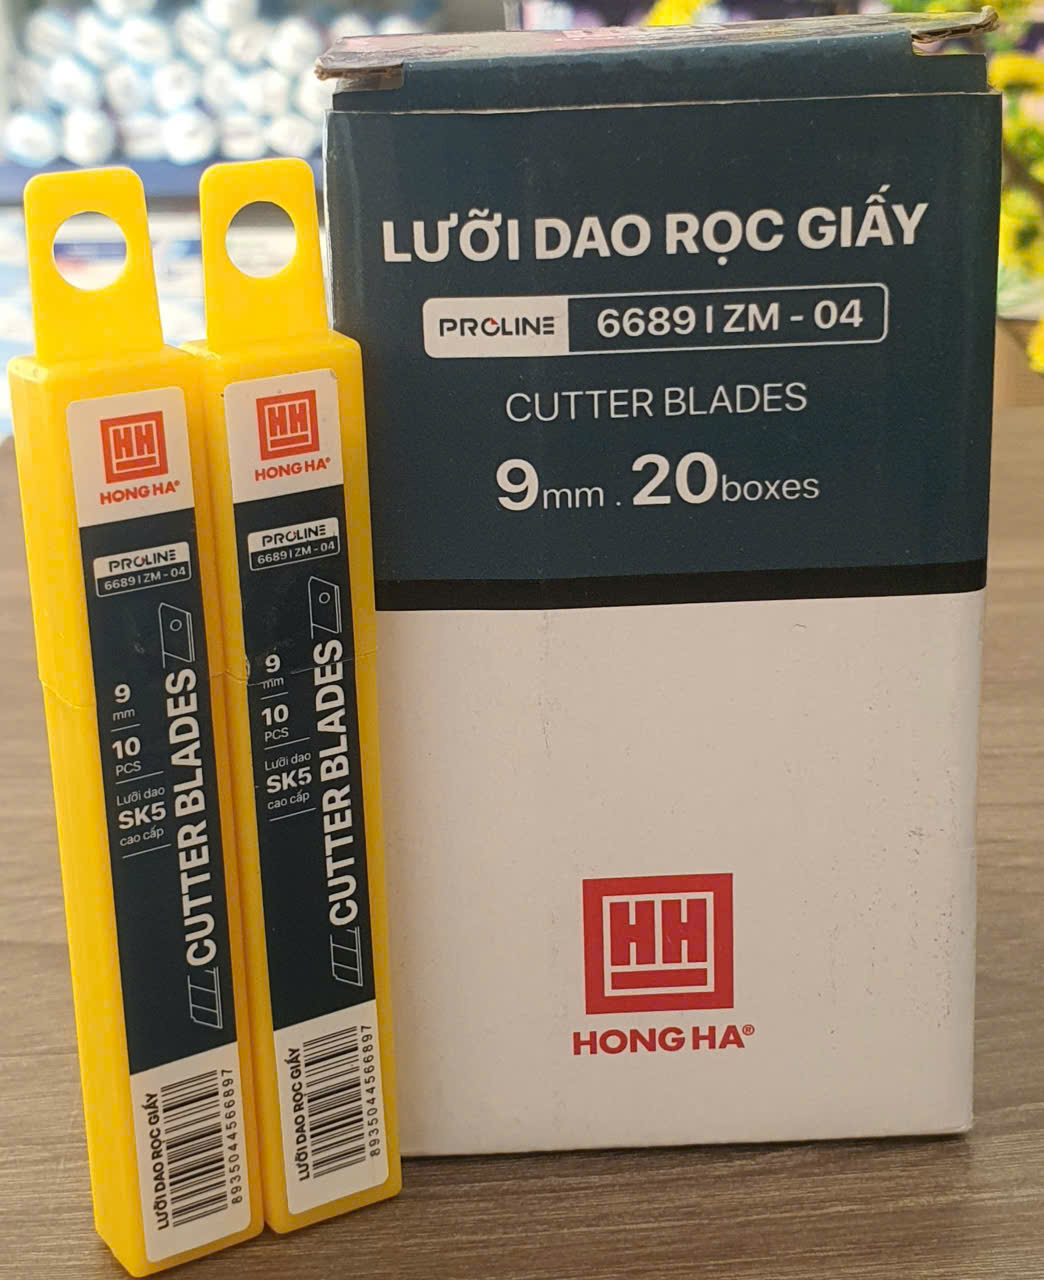 LƯỠI DAO RỌC GIẤY
PROLINE 6689 | ZM - 04
CUTTER BLADES
9mm . 20boxes
HH
HONG HA®
HH
HONG HA®
PROLINE
6689 | ZM - 04
9
mm
10
PCS
Lưỡi dao
SK5
cao cấp
CUTTER BLADES
LƯỠI DAO RỌC GIẤY
8935044566897
HH
HONG HA®
PROLINE
6689 | ZM - 04
9
mm
10
PCS
Lưỡi dao
SK5
cao cấp
CUTTER BLADES
LƯỠI DAO RỌC GIẤY
8935044566897